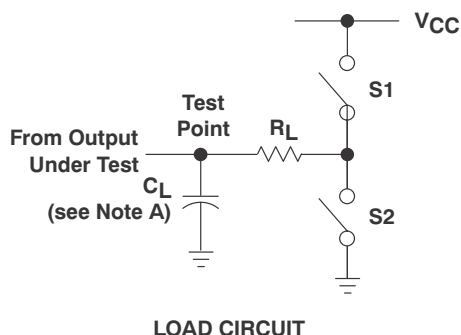 VCC
S1
Test
Point
RL
From Output
Under Test
CL
(see Note A)
S2
LOAD CIRCUIT